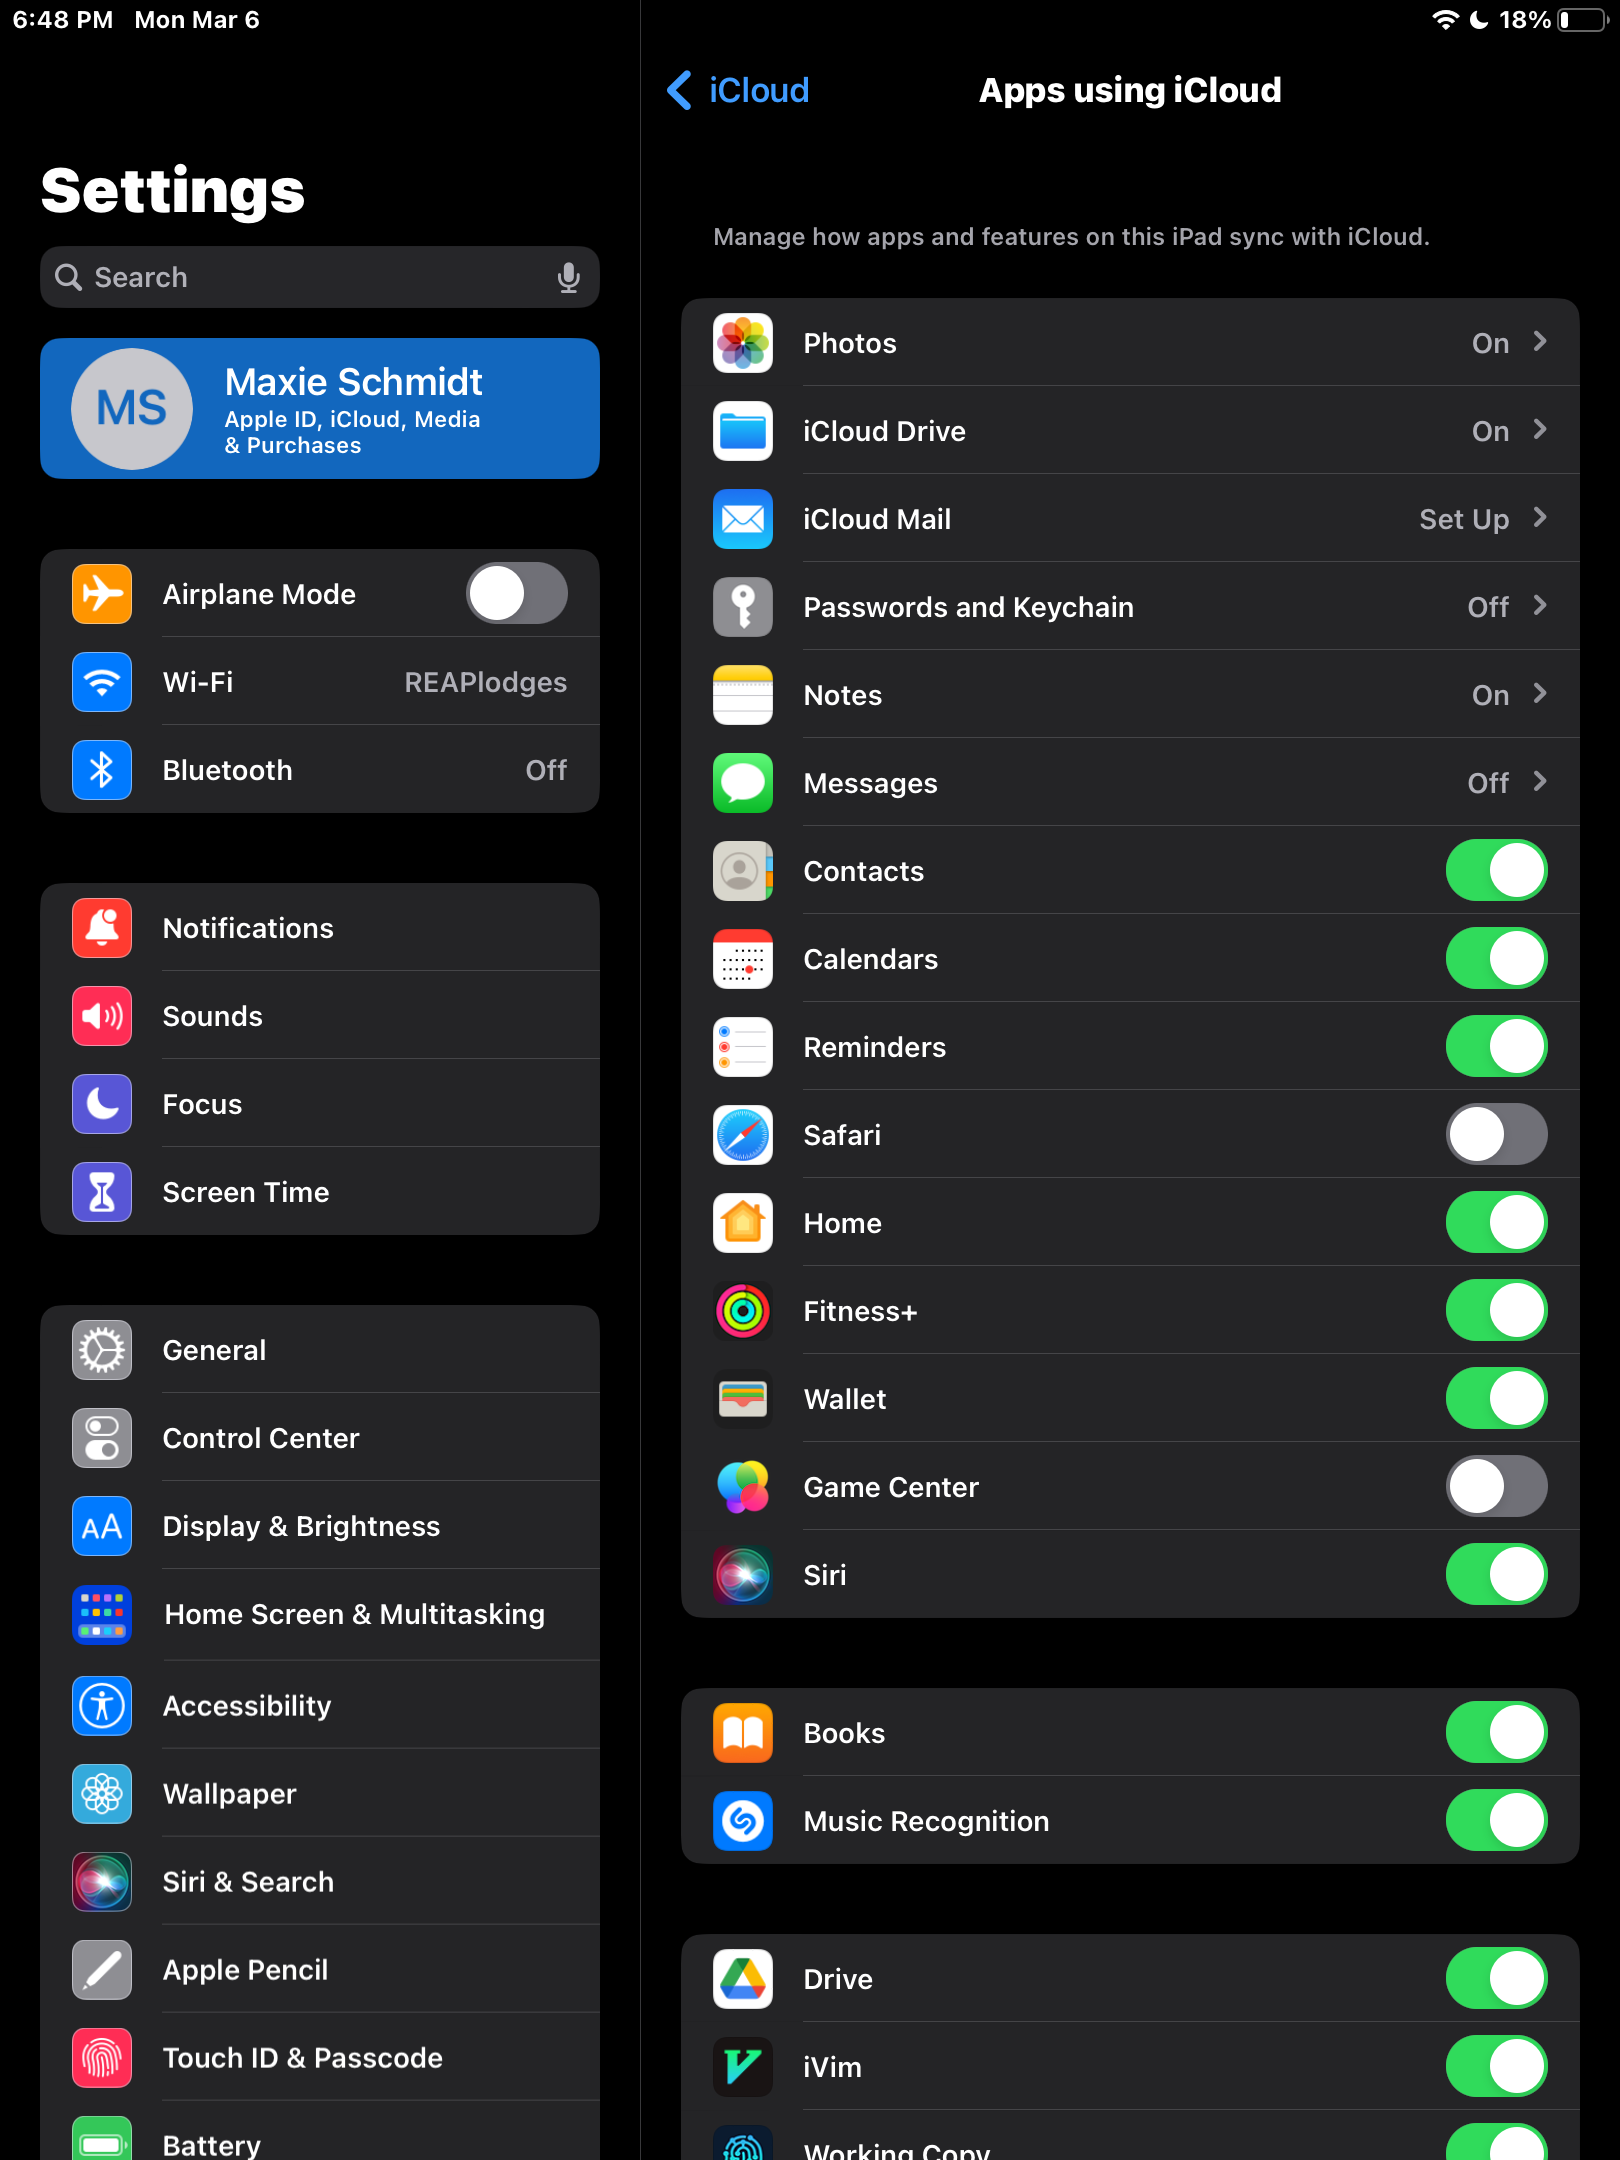 6:48 PM Mon Mar 6
18%
Settings
Search
MS
Maxie Schmidt
Apple ID, iCloud, Media
& Purchases
Airplane Mode
Wi-Fi REAPlodges
Bluetooth Off
Notifications
Sounds
Focus
Screen Time
General
Control Center
AA Display & Brightness
Home Screen & Multitasking
Accessibility
Wallpaper
Siri & Search
Apple Pencil
Touch ID & Passcode
Battery
iCloud Apps using iCloud
Manage how apps and features on this iPad sync with iCloud.
Photos On
iCloud Drive On
iCloud Mail Set Up
Passwords and Keychain Off
Notes On
Messages Off
Contacts
Calendars
Reminders
Safari
Home
Fitness+
Wallet
Game Center
Siri
Books
Music Recognition
Drive
iVim
Working Copy